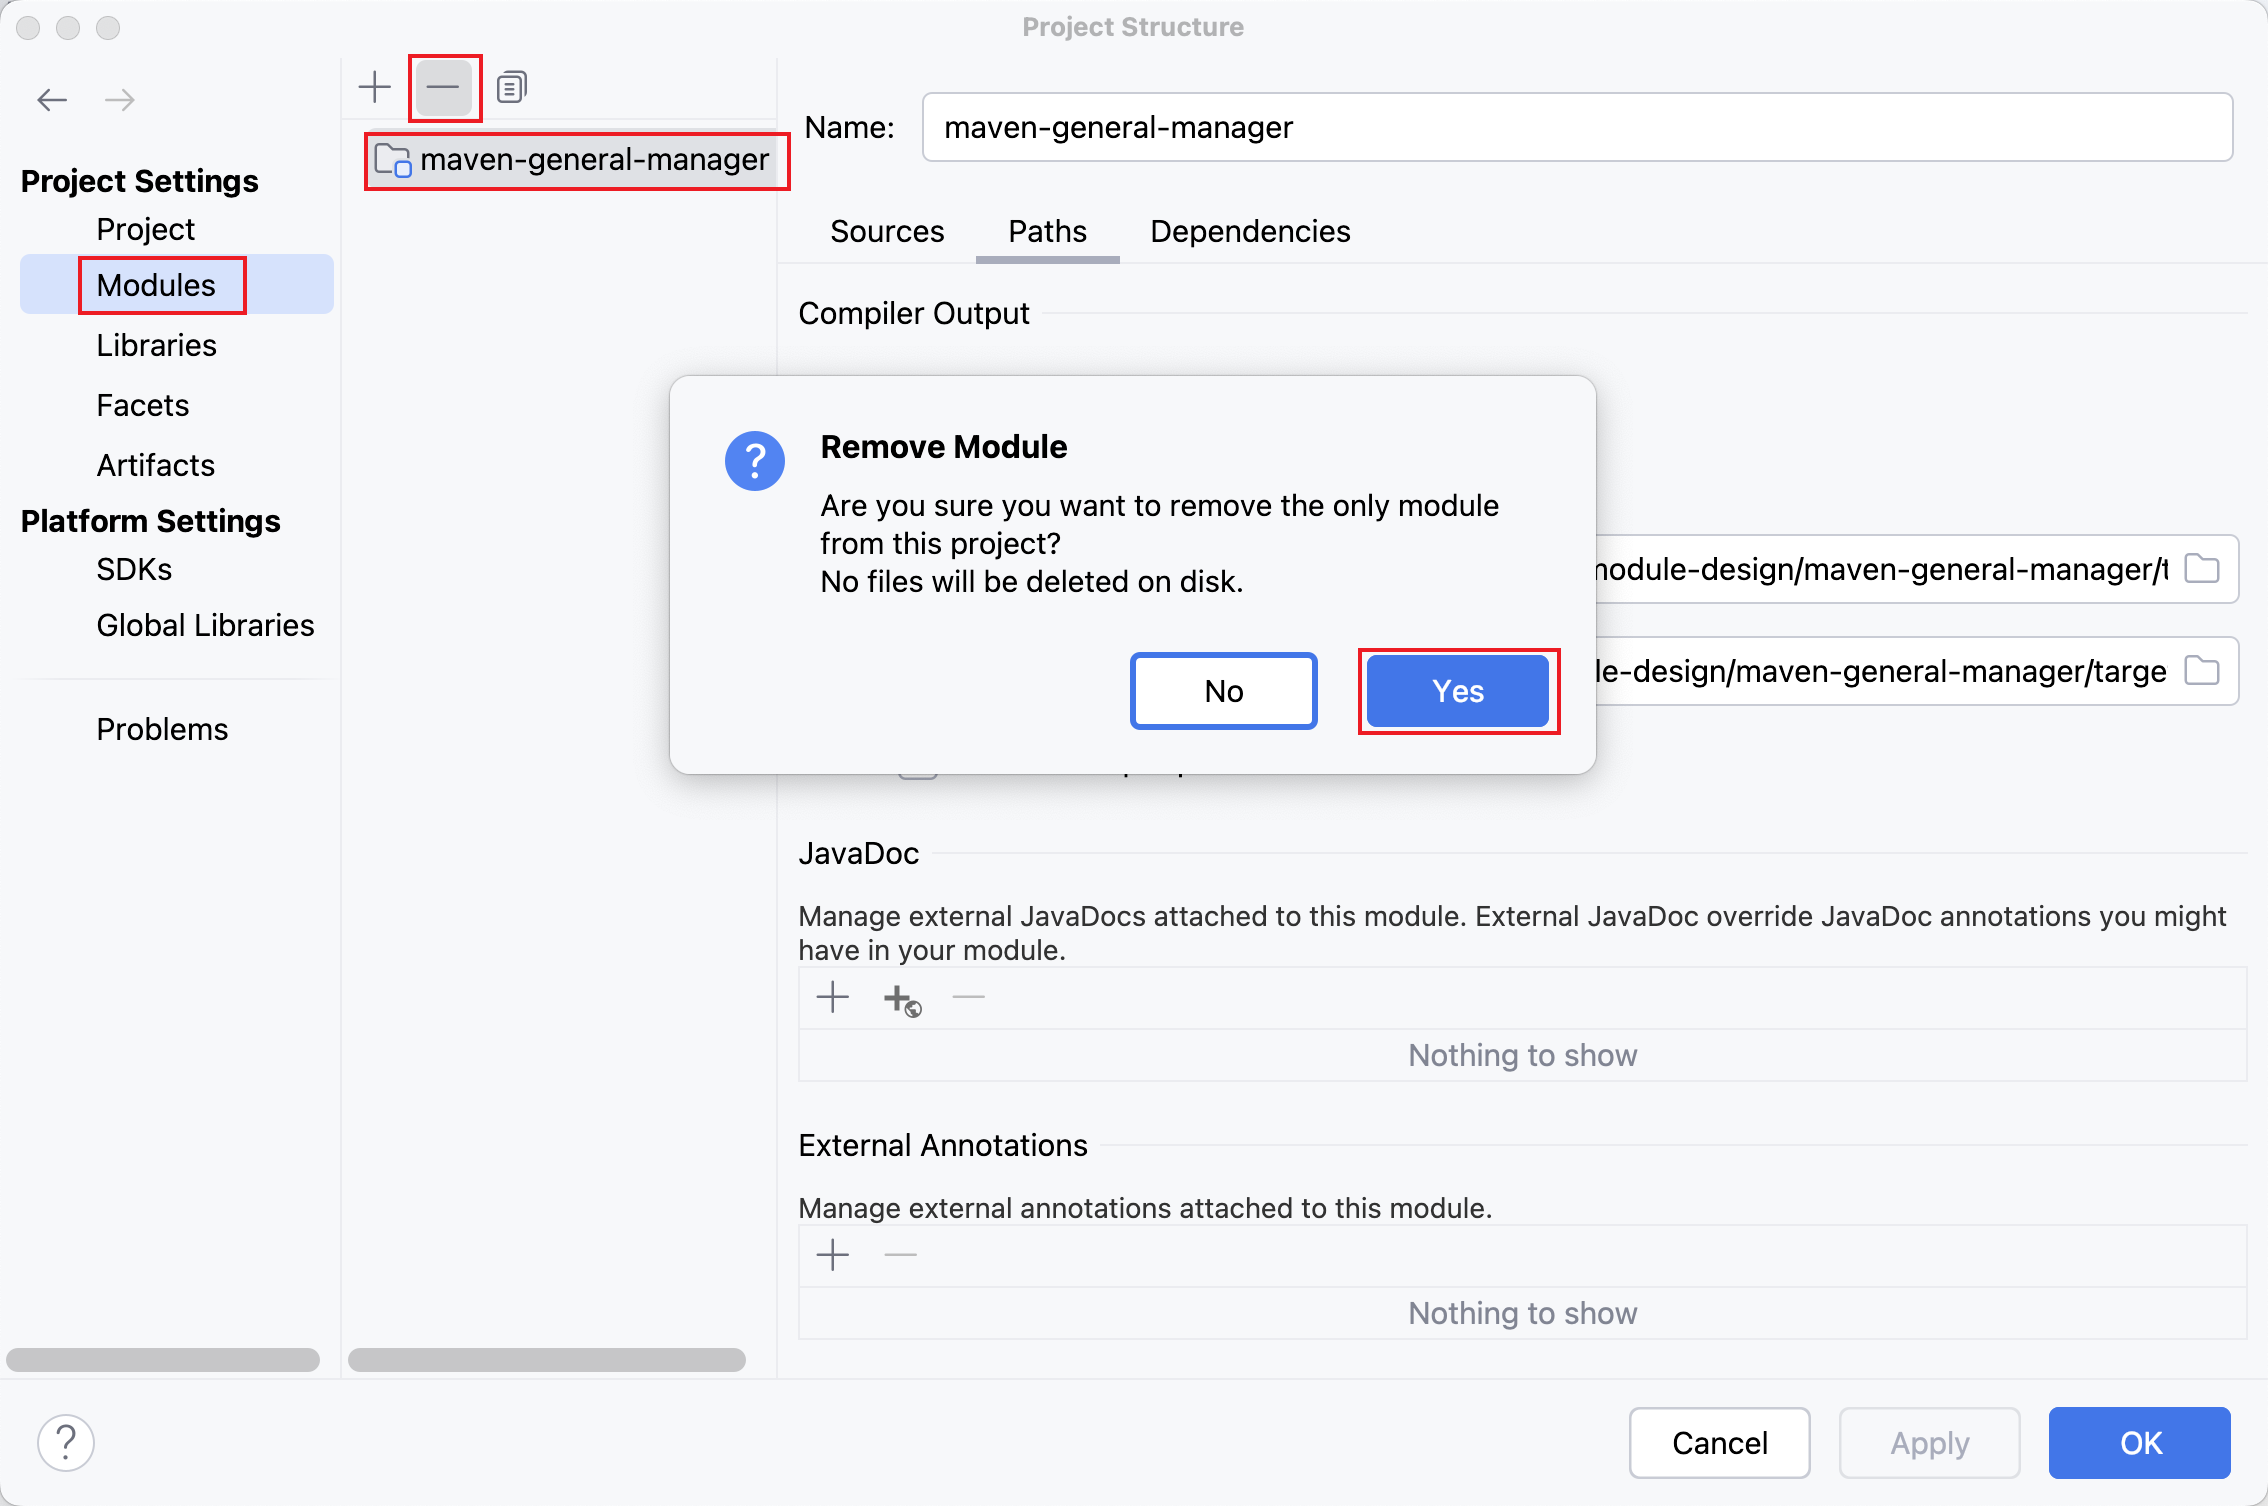 Project Structure
Project Settings
Project
Modules
Libraries
Facets
Artifacts
Platform Settings
SDKs
Global Libraries
Problems
maven-general-manager
Name: maven-general-manager
Sources Paths Dependencies
Compiler Output
Remove Module
Are you sure you want to remove the only module
from this project?
No files will be deleted on disk.
No Yes
module-design/maven-general-manager/t
le-design/maven-general-manager/targe
JavaDoc
Manage external JavaDocs attached to this module. External JavaDoc override JavaDoc annotations you might
have in your module.
Nothing to show
External Annotations
Manage external annotations attached to this module.
Nothing to show
?
Cancel Apply OK